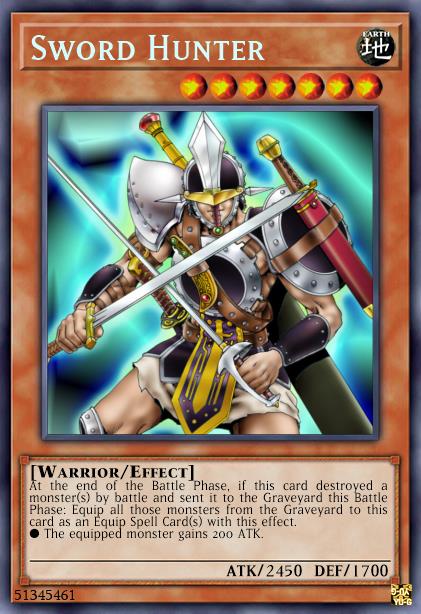 Sword Hunter
EARTH
地
[Warrior/Effect]
At the end of the Battle Phase, if this card destroyed a
monster(s) by battle and sent it to the Graveyard this Battle
Phase: Equip all those monsters from the Graveyard to this
card as an Equip Spell Card(s) with this effect.
● The equipped monster gains 200 ATK.
ATK/2450 DEF/1700
51345461